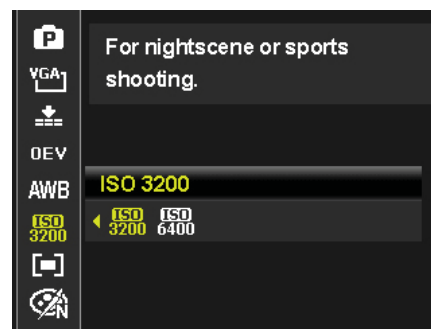 P
For nightscene or sports
shooting.
VGA
0EV
AWB
ISO 3200
ISO
3200
ISO
3200
ISO
6400
N